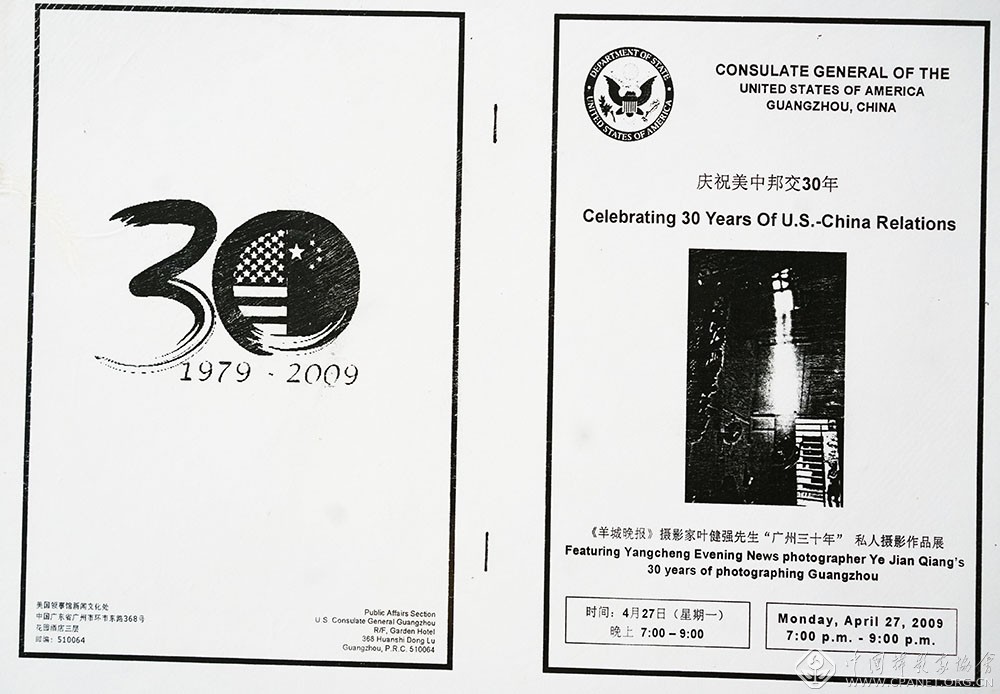 30
1979 - 2009
美国领事馆新闻文化处
中国广东省广州市环市东路368号
花园酒店三层
邮编：510064
Public Affairs Section
U.S. Consulate General Guangzhou
R/F, Garden Hotel
368 Huanshi Dong Lu
Guangzhou, P.R.C. 510064
DEPARTMENT OF STATE
UNITED STATES OF AMERICA
CONSULATE GENERAL OF THE
UNITED STATES OF AMERICA
GUANGZHOU, CHINA
庆祝美中邦交30年
Celebrating 30 Years Of U.S.-China Relations
《羊城晚报》摄影家叶健强先生“广州三十年” 私人摄影作品展
Featuring Yangcheng Evening News photographer Ye Jian Qiang's
30 years of photographing Guangzhou
时间：4月27日（星期一）
晚上 7:00－9:00
Monday, April 27, 2009
7:00 p.m. - 9:00 p.m.
中国摄影家协会
WWW.CPANET.ORG.CN